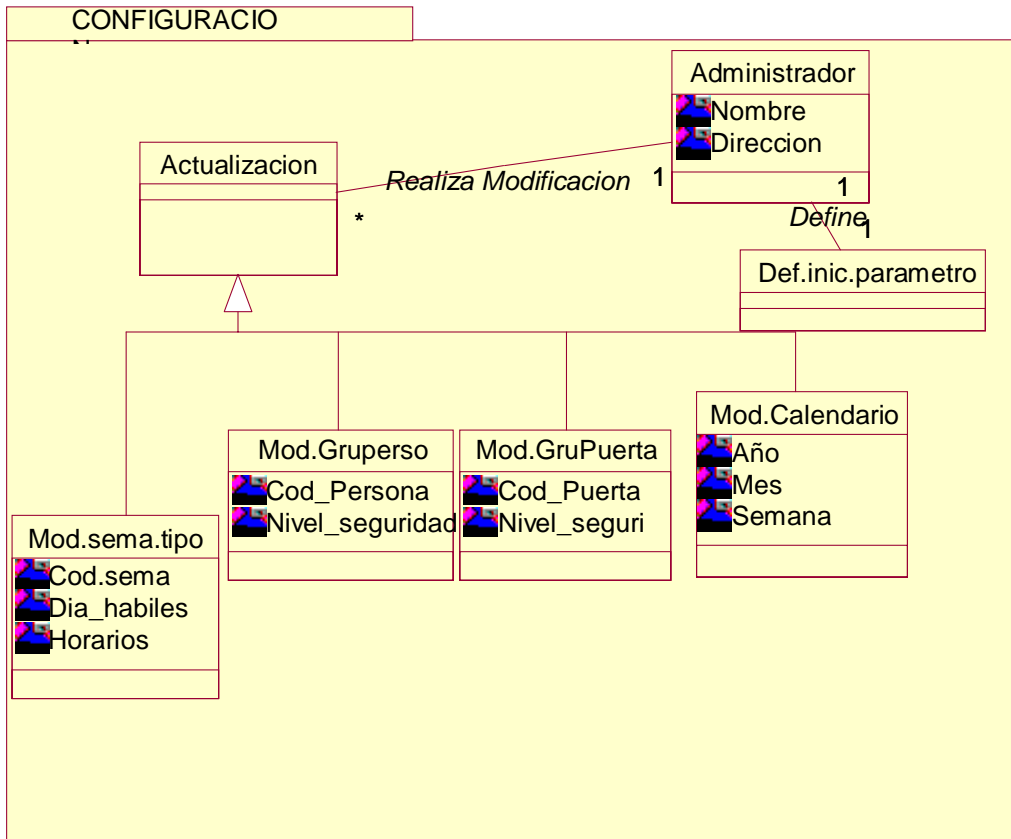 CONFIGURACIO
Administrador
Nombre
Direccion
1
Actualizacion
Realiza Modificacion
1
*
Define
1
Def.inic.parametro
Mod.Calendario
Año
Mes
Semana
Mod.Gruperso
Cod_Persona
Nivel_seguridad
Mod.GruPuerta
Cod_Puerta
Nivel_seguri
Mod.sema.tipo
Cod.sema
Dia_habiles
Horarios